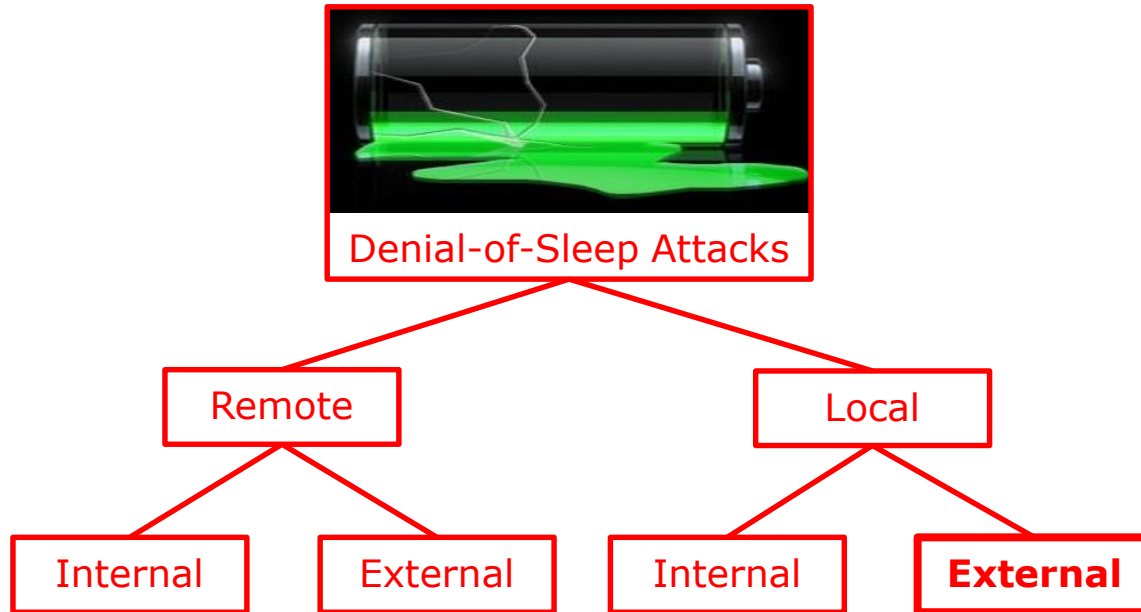 Denial-of-Sleep Attacks
Remote
Local
Internal
External
Internal
External